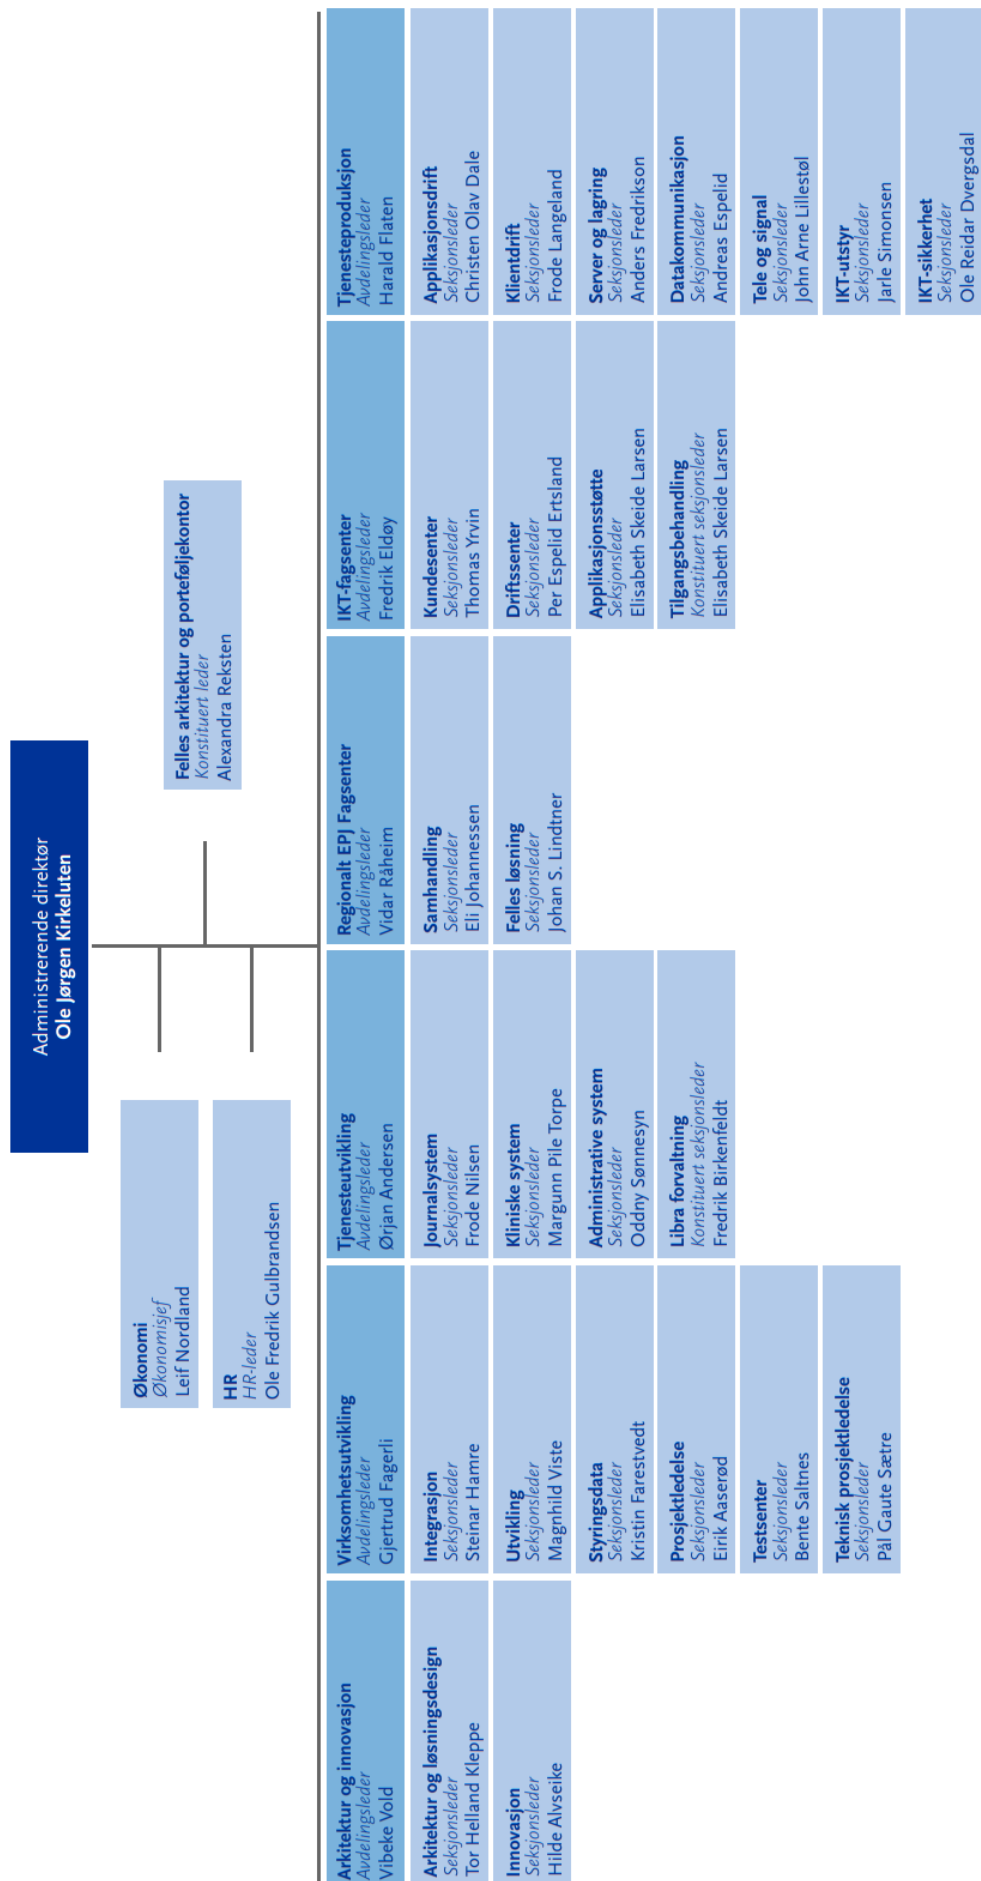 Administrerende direktør
Ole Jørgen Kirkeluten
Økonomi
Økonomisjef
Leif Nordland
HR
HR-leder
Ole Fredrik Gulbrandsen
Felles arkitektur og porteføljekontor
Konstituert leder
Alexandra Reksten
Arkitektur og innovasjon
Avdelingsleder
Vibeke Vold
Arkitektur og løsningsdesign
Seksjonsleder
Tor Helland Kleppe
Innovasjon
Seksjonsleder
Hilde Alvseike
Virksomhetsutvikling
Avdelingsleder
Gjertrud Fagerli
Integrasjon
Seksjonsleder
Steinar Hamre
Utvikling
Seksjonsleder
Magnhild Viste
Styringsdata
Seksjonsleder
Kristin Farestvedt
Prosjektledelse
Seksjonsleder
Eirik Aaserød
Testsenter
Seksjonsleder
Bente Saltnes
Teknisk prosjektledelse
Seksjonsleder
Pål Gaute Sætre
Tjenesteutvikling
Avdelingsleder
Ørjan Andersen
Journalsystem
Seksjonsleder
Frode Nilsen
Kliniske system
Seksjonsleder
Margunn Pile Torpe
Administrative system
Seksjonsleder
Oddny Sønnesyn
Libra forvaltning
Konstituert seksjonsleder
Fredrik Birkenfeldt
Regionalt EPJ Fagsenter
Avdelingsleder
Vidar Råheim
Samhandling
Seksjonsleder
Eli Johannessen
Felles løsning
Seksjonsleder
Johan S. Lindtner
IKT-fagsenter
Avdelingsleder
Fredrik Eldøy
Kundesenter
Seksjonsleder
Thomas Yrvin
Driftssenter
Seksjonsleder
Per Espelid Ertsland
Applikasjonsstøtte
Seksjonsleder
Elisabeth Skeide Larsen
Tilgangsbehandling
Konstituert seksjonsleder
Elisabeth Skeide Larsen
Tjenesteproduksjon
Avdelingsleder
Harald Flaten
Applikasjonsdrift
Seksjonsleder
Christen Olav Dale
Klientdrift
Seksjonsleder
Frode Langeland
Server og lagring
Seksjonsleder
Anders Fredrikson
Datakommunikasjon
Seksjonsleder
Andreas Espelid
Tele og signal
Seksjonsleder
John Arne Lillestøl
IKT-utstyr
Seksjonsleder
Jarle Simonsen
IKT-sikkerhet
Seksjonsleder
Ole Reidar Dvergsdal